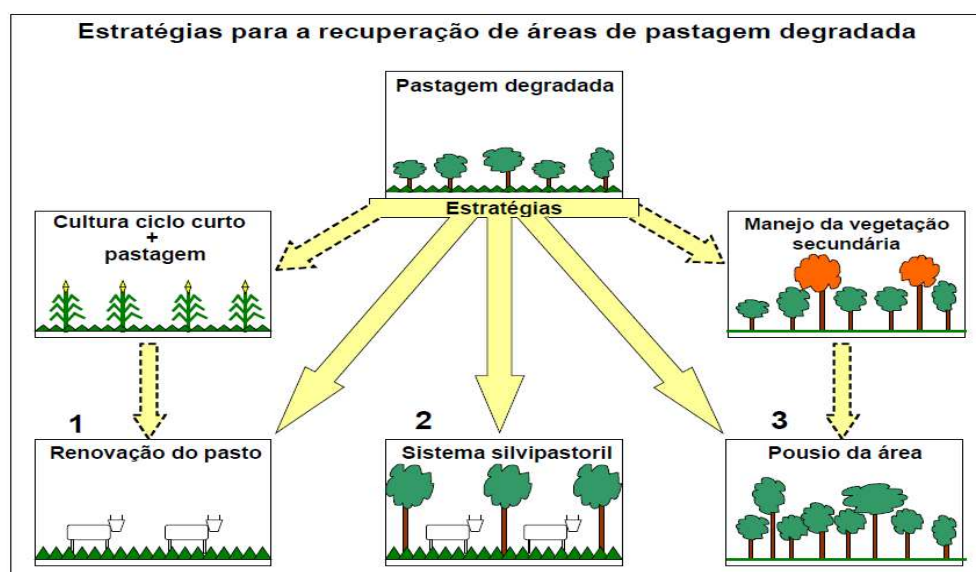 Estratégias para a recuperação de áreas de pastagem degradada
Pastagem degradada
Estratégias
Cultura ciclo curto
+
pastagem
Manejo da vegetação
secundária
1
Renovação do pasto
2
Sistema silvipastoril
3
Pousio da área